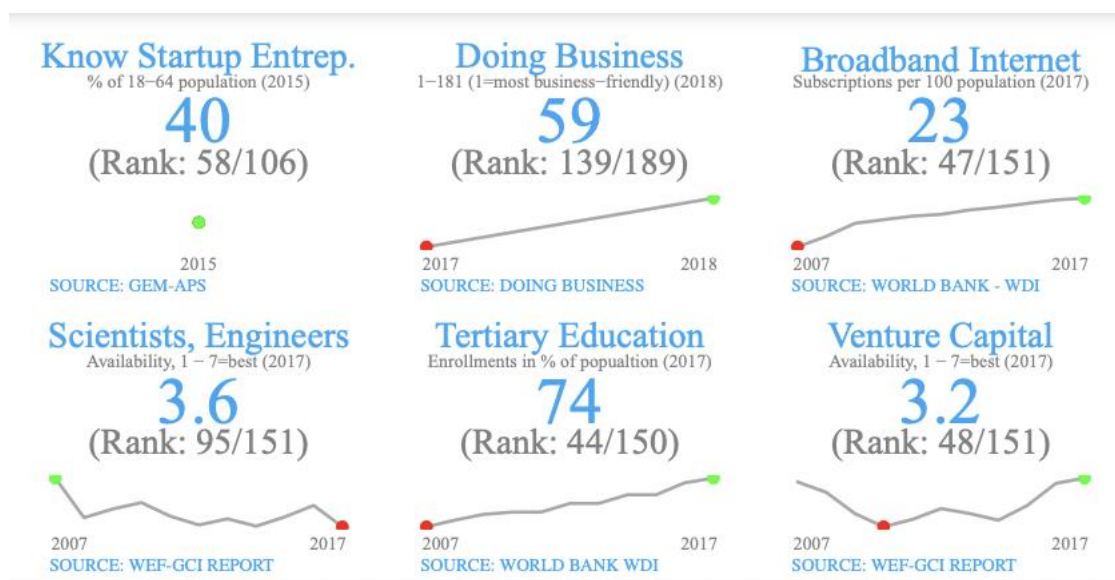 Know Startup Entrep.
% of 18−64 population (2015)
40
(Rank: 58/106)
2015
SOURCE: GEM-APS
Doing Business
1−181 (1=most business−friendly) (2018)
59
(Rank: 139/189)
2017 2018
SOURCE: DOING BUSINESS
Broadband Internet
Subscriptions per 100 population (2017)
23
(Rank: 47/151)
2007 2017
SOURCE: WORLD BANK - WDI
Scientists, Engineers
Availability, 1 − 7=best (2017)
3.6
(Rank: 95/151)
2007 2017
SOURCE: WEF-GCI REPORT
Tertiary Education
Enrollments in % of popualtion (2017)
74
(Rank: 44/150)
2007 2017
SOURCE: WORLD BANK WDI
Venture Capital
Availability, 1 − 7=best (2017)
3.2
(Rank: 48/151)
2007 2017
SOURCE: WEF-GCI REPORT